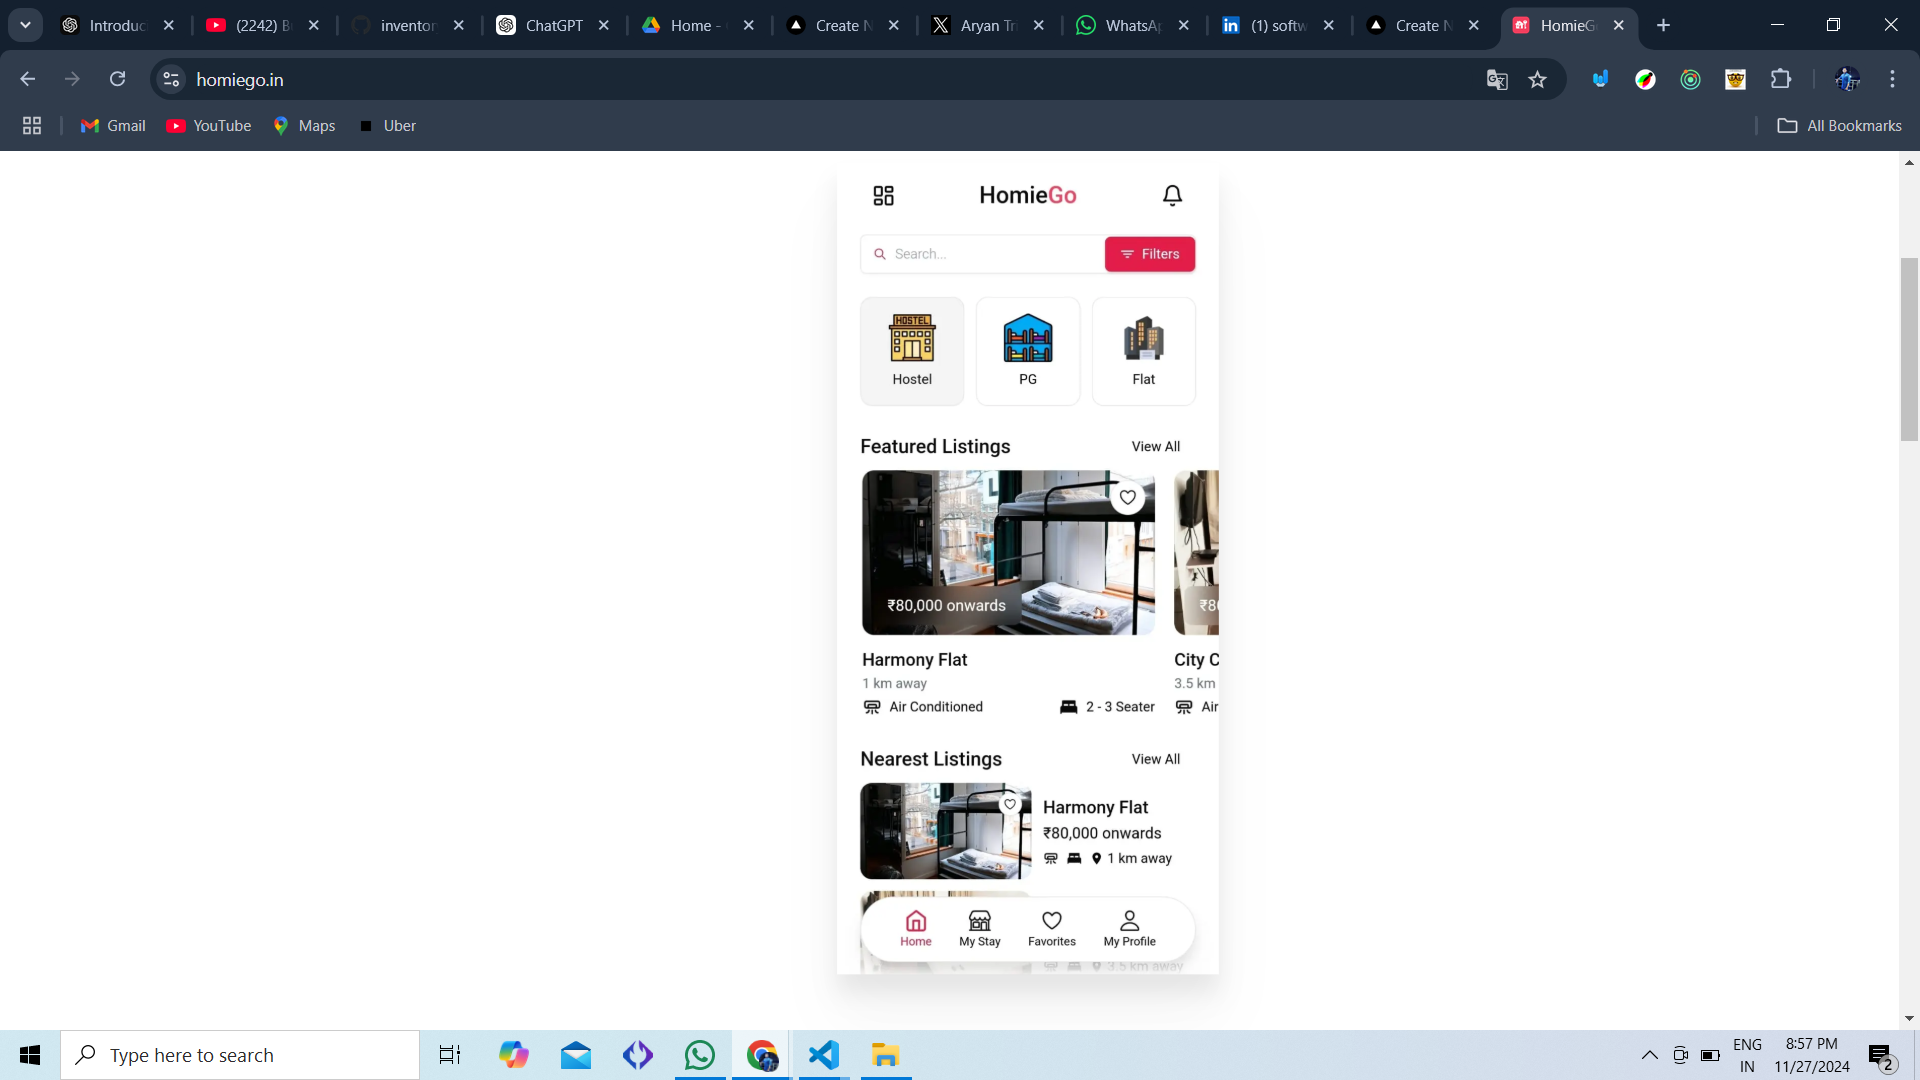 Introduc
(2242) B
inventor
ChatGPT
Home -
Create N
Aryan Tr
WhatsAp
(1) softw
Create N
HomieG
homiego.in
Gmail
YouTube
Maps
Uber
All Bookmarks
HomieGo
Search...
Filters
HOSTEL
Hostel
PG
Flat
Featured Listings
View All
₹80,000 onwards
₹80
Harmony Flat
City C
1 km away
3.5 km
Air Conditioned
2 - 3 Seater
Air
Nearest Listings
View All
Harmony Flat
₹80,000 onwards
1 km away
Home
My Stay
Favorites
My Profile
3.5 km away
Type here to search
ENG
IN
8:57 PM
11/27/2024
2